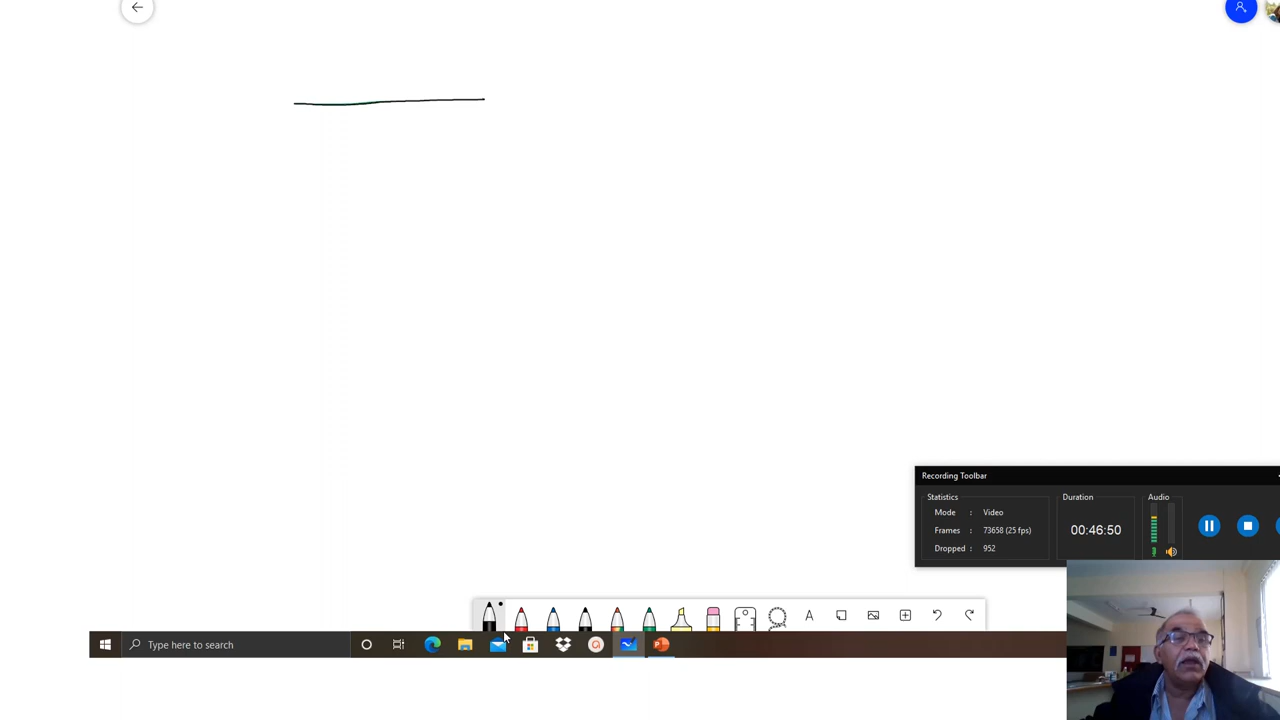 Recording Toolbar
Statistics
Duration
Audio
Mode : Video
Frames : 73658 (25 fps)
00:46:50
Dropped : 952
A
Type here to search